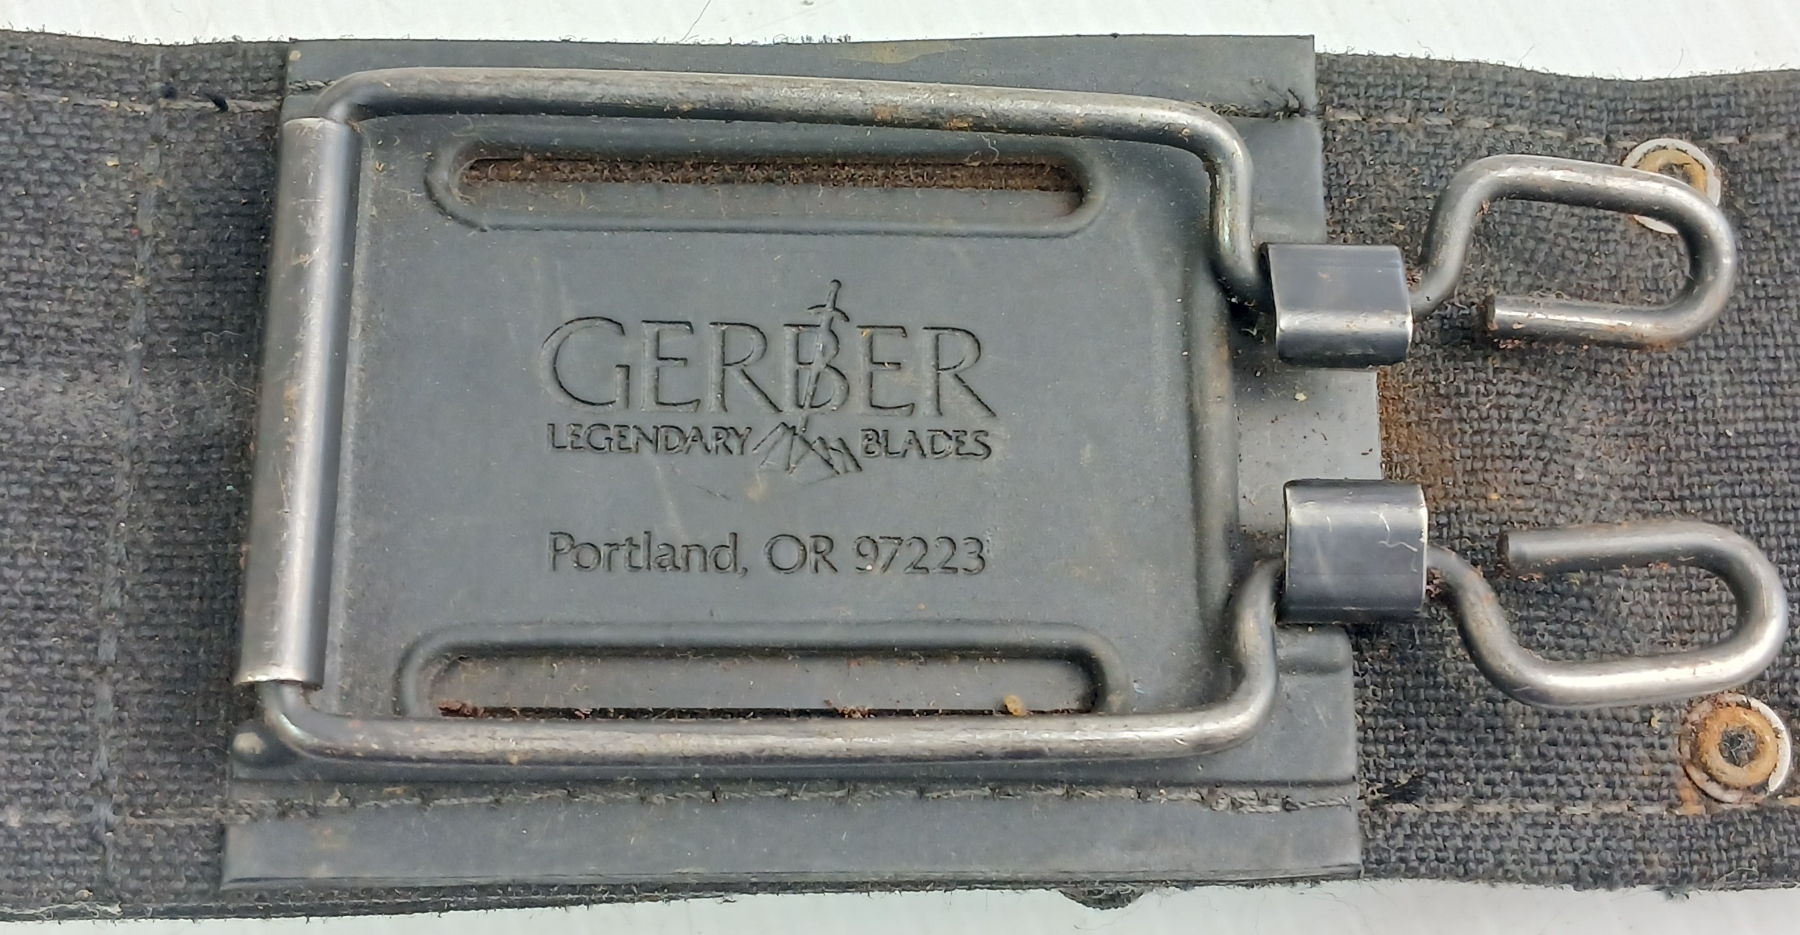 GERBER
LEGENDARY BLADES
Portland, OR 97223